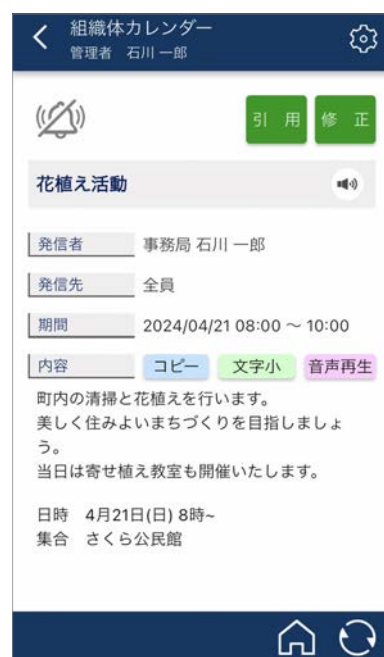 組織体カレンダー
管理者 石川 一郎
引 用 修 正
花植え活動
発信者 事務局 石川 一郎
発信先 全員
期間 2024/04/21 08:00 ～ 10:00
内容 コピー 文字小 音声再生
町内の清掃と花植えを行います。
美しく住みよいまちづくりを目指しましょ
う。
当日は寄せ植え教室も開催いたします。
日時 4月21日(日) 8時~
集合 さくら公民館